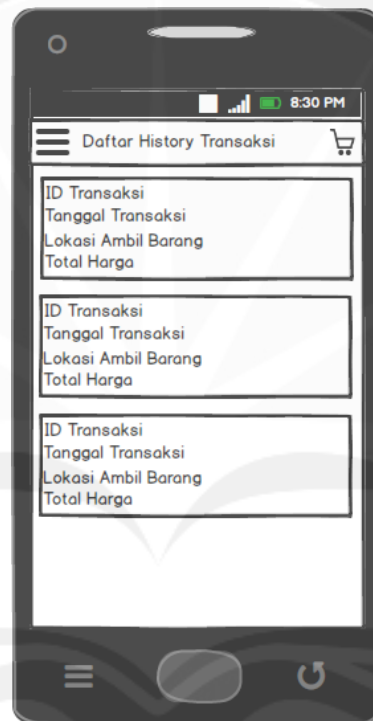 8:30 PM
Daftar History Transaksi
ID Transaksi
Tanggal Transaksi
Lokasi Ambil Barang
Total Harga
ID Transaksi
Tanggal Transaksi
Lokasi Ambil Barang
Total Harga
ID Transaksi
Tanggal Transaksi
Lokasi Ambil Barang
Total Harga